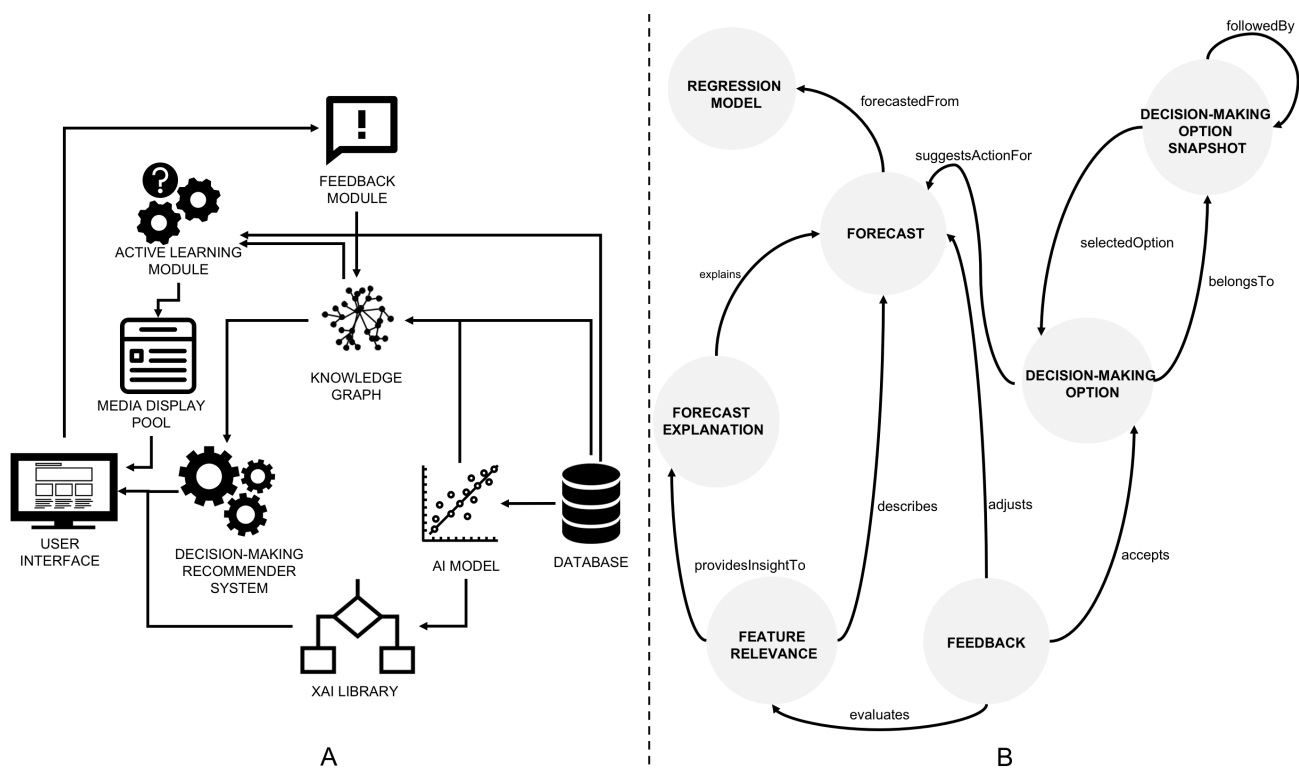 FEEDBACK
MODULE
ACTIVE LEARNING
MODULE
KNOWLEDGE
GRAPH
MEDIA DISPLAY
POOL
USER
INTERFACE
DECISION-MAKING
RECOMMENDER
SYSTEM
AI MODEL
DATABASE
XAI LIBRARY
A
followedBy
REGRESSION
MODEL
forecastedFrom
DECISION-MAKING
OPTION
SNAPSHOT
suggestsActionFor
FORECAST
selectedOption
explains
belongsTo
DECISION-MAKING
OPTION
FORECAST
EXPLANATION
describes
adjusts
accepts
providesInsightTo
FEATURE
RELEVANCE
FEEDBACK
evaluates
B